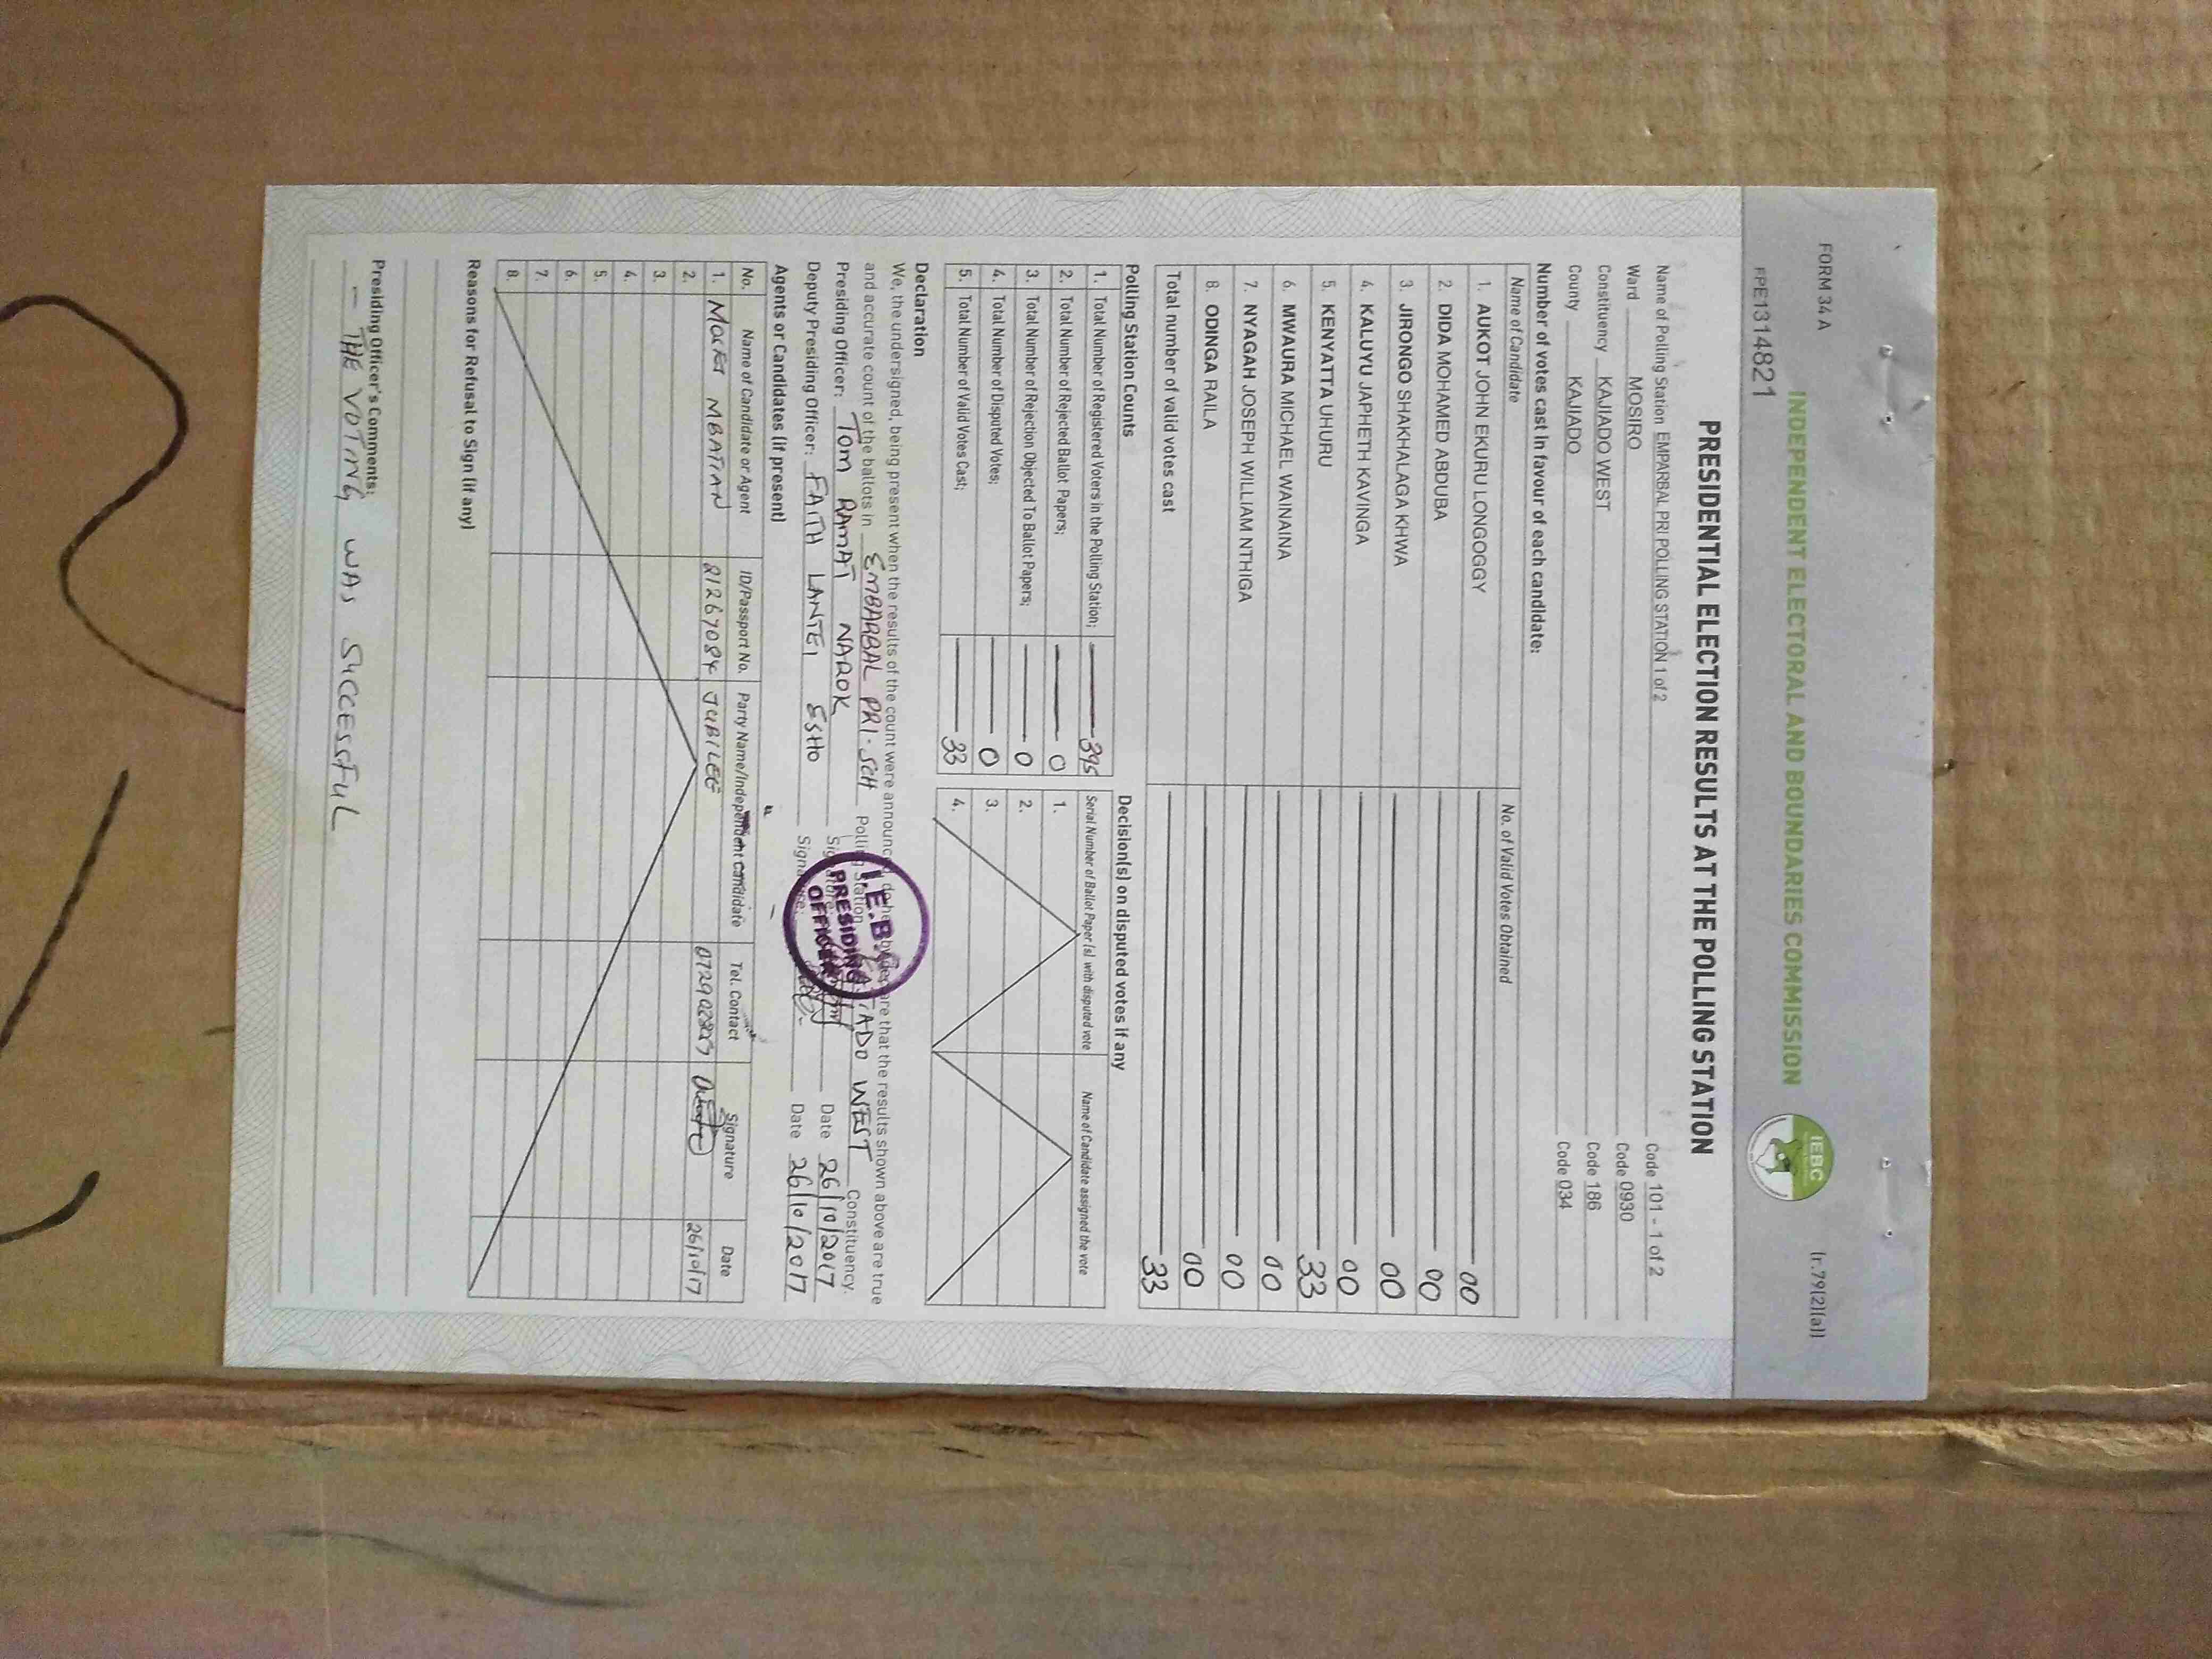 FORM 34 A
(r.79(2)(a))
INDEPENDENT ELECTORAL AND BOUNDARIES COMMISSION
IEBC
FPE1314821
PRESIDENTIAL ELECTION RESULTS AT THE POLLING STATION
Name of Polling Station EMPARBAL PRI POLLING STATION 1 of 2 Code 101 - 1 of 2
Ward MOSIRO Code 0930
Constituency KAJIADO WEST Code 186
County KAJIADO Code 034
Number of votes cast in favour of each candidate:
Name of Candidate No. of Valid Votes Obtained
1. AUKOT JOHN EKURU LONGOGGY 00
2. DIDA MOHAMED ABDUBA 00
3. JIRONGO SHAKHALAGA KHWA 00
4. KALUYU JAPHETH KAVINGA 00
5. KENYATTA UHURU 33
6. MWAURA MICHAEL WAINAINA 00
7. NYAGAH JOSEPH WILLIAM NTHIGA 00
8. ODINGA RAILA 00
Total number of valid votes cast 33
Polling Station Counts
1. Total Number of Registered Voters in the Polling Station; 395
2. Total Number of Rejected Ballot Papers; 0
3. Total Number of Rejection Objected To Ballot Papers; 0
4. Total Number of Disputed Votes; 0
5. Total Number of Valid Votes Cast; 33
Decision(s) on disputed votes if any
Serial Number of Ballot Paper(s) with disputed vote Name of Candidate assigned the vote
1.
2.
3.
4.
Declaration
We, the undersigned, being present when the results of the count were announced, do hereby declare that the results shown above are true
and accurate count of the ballots in EMBARBAL PRI. SCH Polling Station WEST Constituency.
Presiding Officer: TOM RAMAT NAROK Signature: Date 26/10/2017
Deputy Presiding Officer: FAITH LANTEI ESHO Signature: Date 26/10/2017
I.E.B.C
PRESIDING
OFFICER
Agents or Candidates (if present)
No. Name of Candidate or Agent ID/Passport No. Party Name/Independent Candidate Tel. Contact Signature Date
1. MBATIAN 21267084 JUBILEE 26/10/17
2.
3.
4.
5.
6.
7.
8.
Reasons for Refusal to Sign (if any)
Presiding Officer's Comments:
— THE VOTING WAS SUCCESSFUL